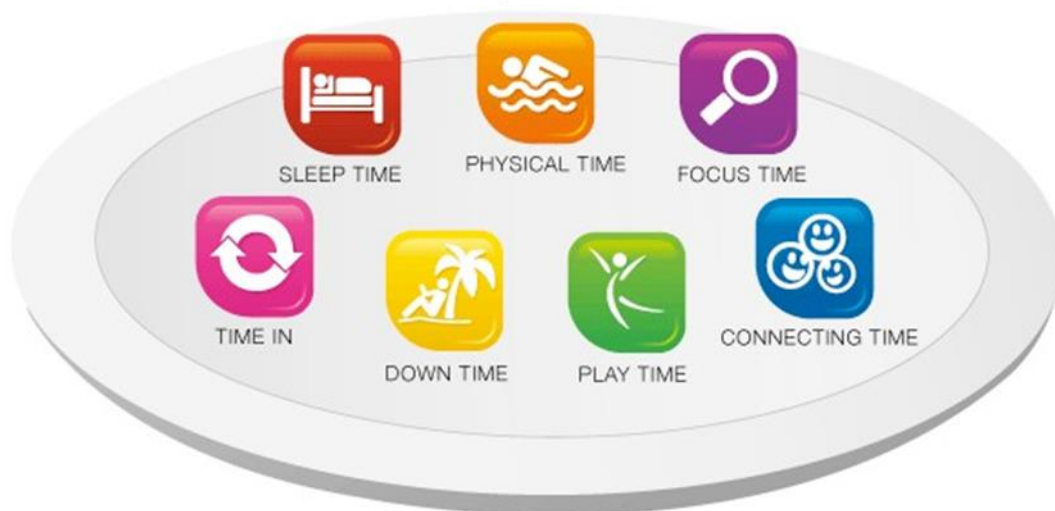 SLEEP TIME
PHYSICAL TIME
FOCUS TIME
TIME IN
DOWN TIME
PLAY TIME
CONNECTING TIME